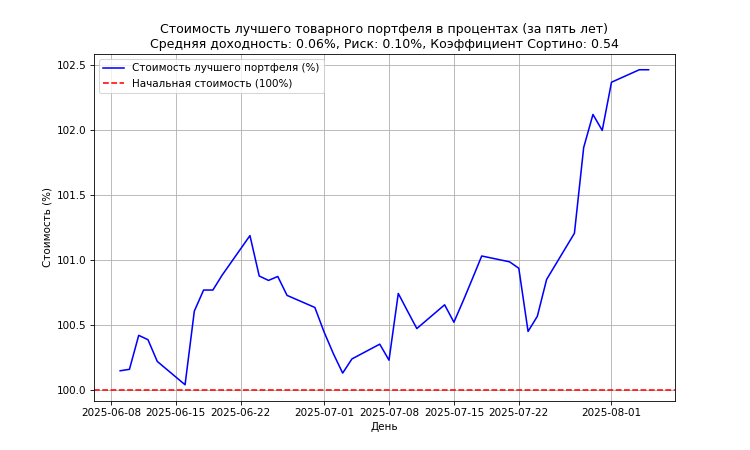 Стоимость лучшего товарного портфеля в процентах (за пять лет)
Средняя доходность: 0.06%, Риск: 0.10%, Коэффициент Сортино: 0.54
Стоимость лучшего портфеля (%)
Начальная стоимость (100%)
Стоимость (%)
102.5
102.0
101.5
101.0
100.5
100.0
2025-06-08 2025-06-15 2025-06-22 2025-07-01 2025-07-08 2025-07-15 2025-07-22 2025-08-01
День